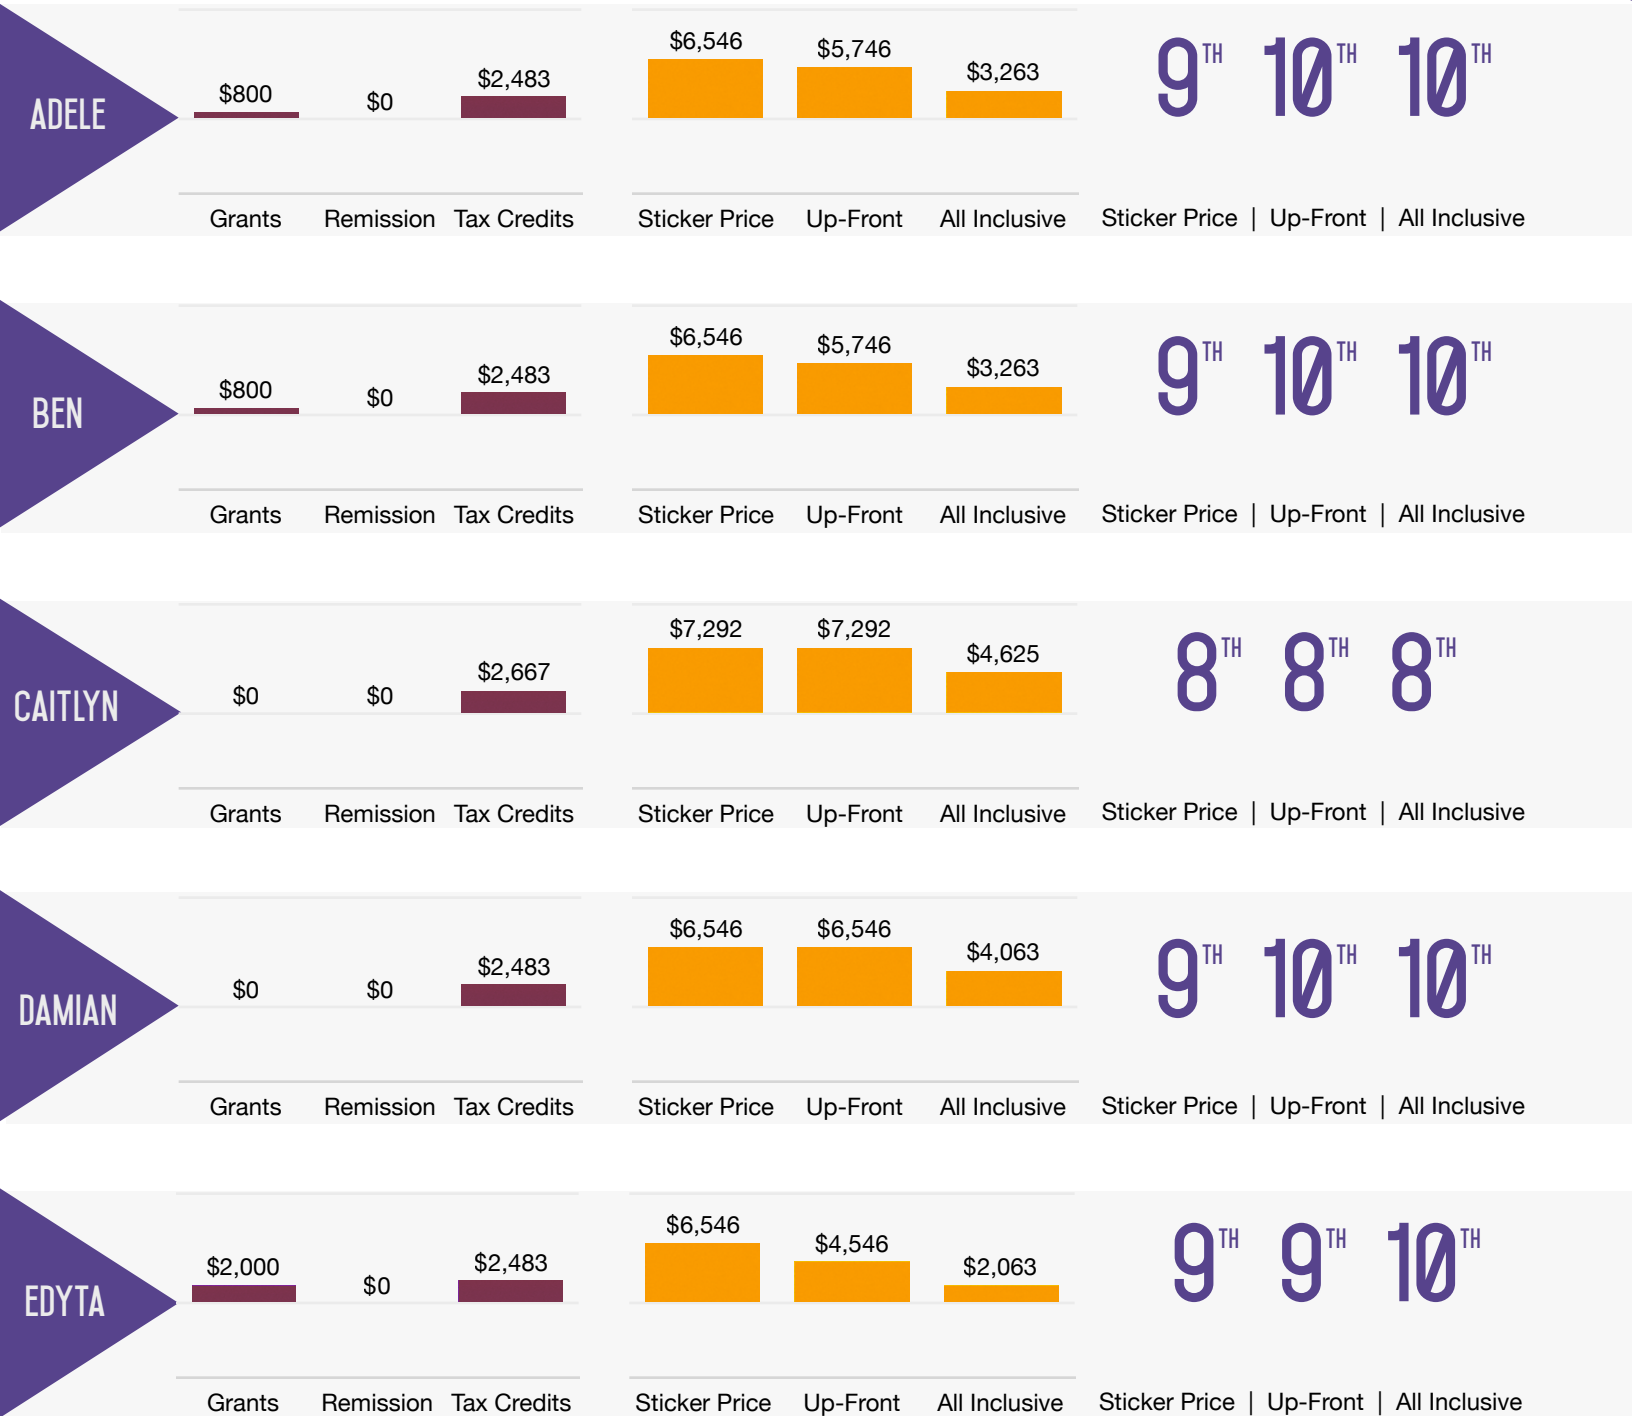 $6,546
$5,746
$3,263
$800
$0
$2,483
9TH 10TH 10TH
ADELE
Grants Remission Tax Credits
Sticker Price Up-Front All Inclusive
Sticker Price | Up-Front | All Inclusive
$6,546
$5,746
$3,263
$800
$0
$2,483
9TH 10TH 10TH
BEN
Grants Remission Tax Credits
Sticker Price Up-Front All Inclusive
Sticker Price | Up-Front | All Inclusive
$7,292
$7,292
$4,625
$0
$0
$2,667
8TH 8TH 8TH
CAITLYN
Grants Remission Tax Credits
Sticker Price Up-Front All Inclusive
Sticker Price | Up-Front | All Inclusive
$6,546
$6,546
$4,063
$0
$0
$2,483
9TH 10TH 10TH
DAMIAN
Grants Remission Tax Credits
Sticker Price Up-Front All Inclusive
Sticker Price | Up-Front | All Inclusive
$6,546
$4,546
$2,063
$2,000
$0
$2,483
9TH 9TH 10TH
EDYTA
Grants Remission Tax Credits
Sticker Price Up-Front All Inclusive
Sticker Price | Up-Front | All Inclusive